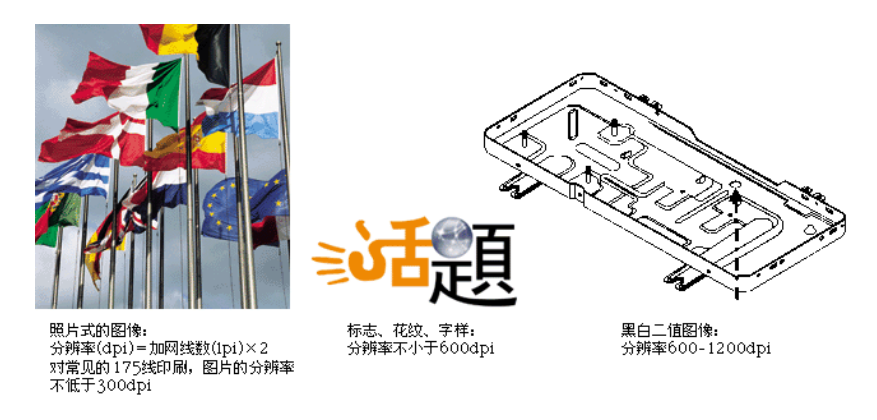 话題
照片式的图像：
分辨率(dpi)=加网线数(lpi)×2
对常见的175线印刷，图片的分辨率
不低于300dpi
标志、花纹、字样：
分辨率不小于600dpi
黑白二值图像：
分辨率600-1200dpi